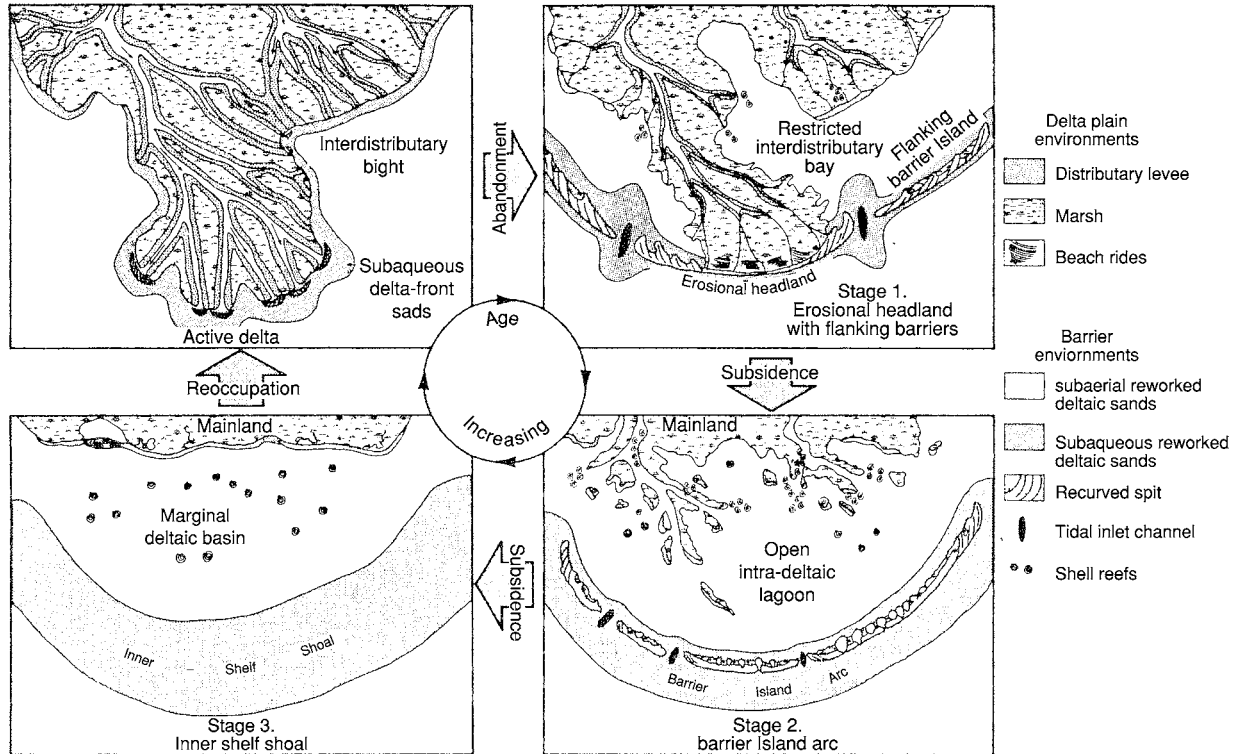 Interdistributary
bight
Subaqueous
delta-front
sads
Active delta
Abandonment
Restricted
interdistributary
bay
Flanking
barrier Island
Erosional headland
Stage 1.
Erosional headland
with flanking barriers
Delta plain
environments
Distributary levee
Marsh
Beach rides
Barrier
enviornments
subaerial reworked
deltaic sands
Subaqueous reworked
deltaic sands
Recurved spit
Tidal inlet channel
Shell reefs
Age
Increasing
Reoccupation
Subsidence
Mainland
Marginal
deltaic basin
Inner Shelf Shoal
Stage 3.
Inner shelf shoal
Subsidence
Mainland
Open
intra-deltaic
lagoon
Barrier island Arc
Stage 2.
barrier Island arc